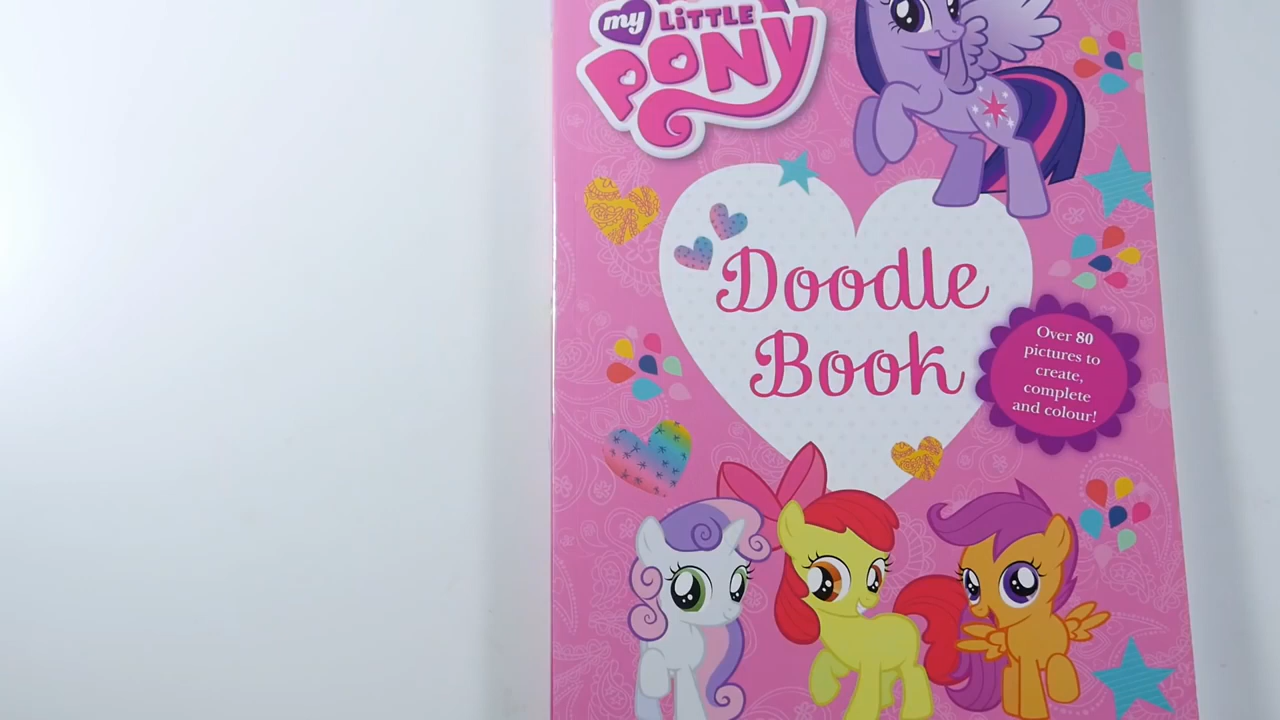 my LiTTLE
PONY
Doodle
Book
Over 80
pictures to
create,
complete
and colour!